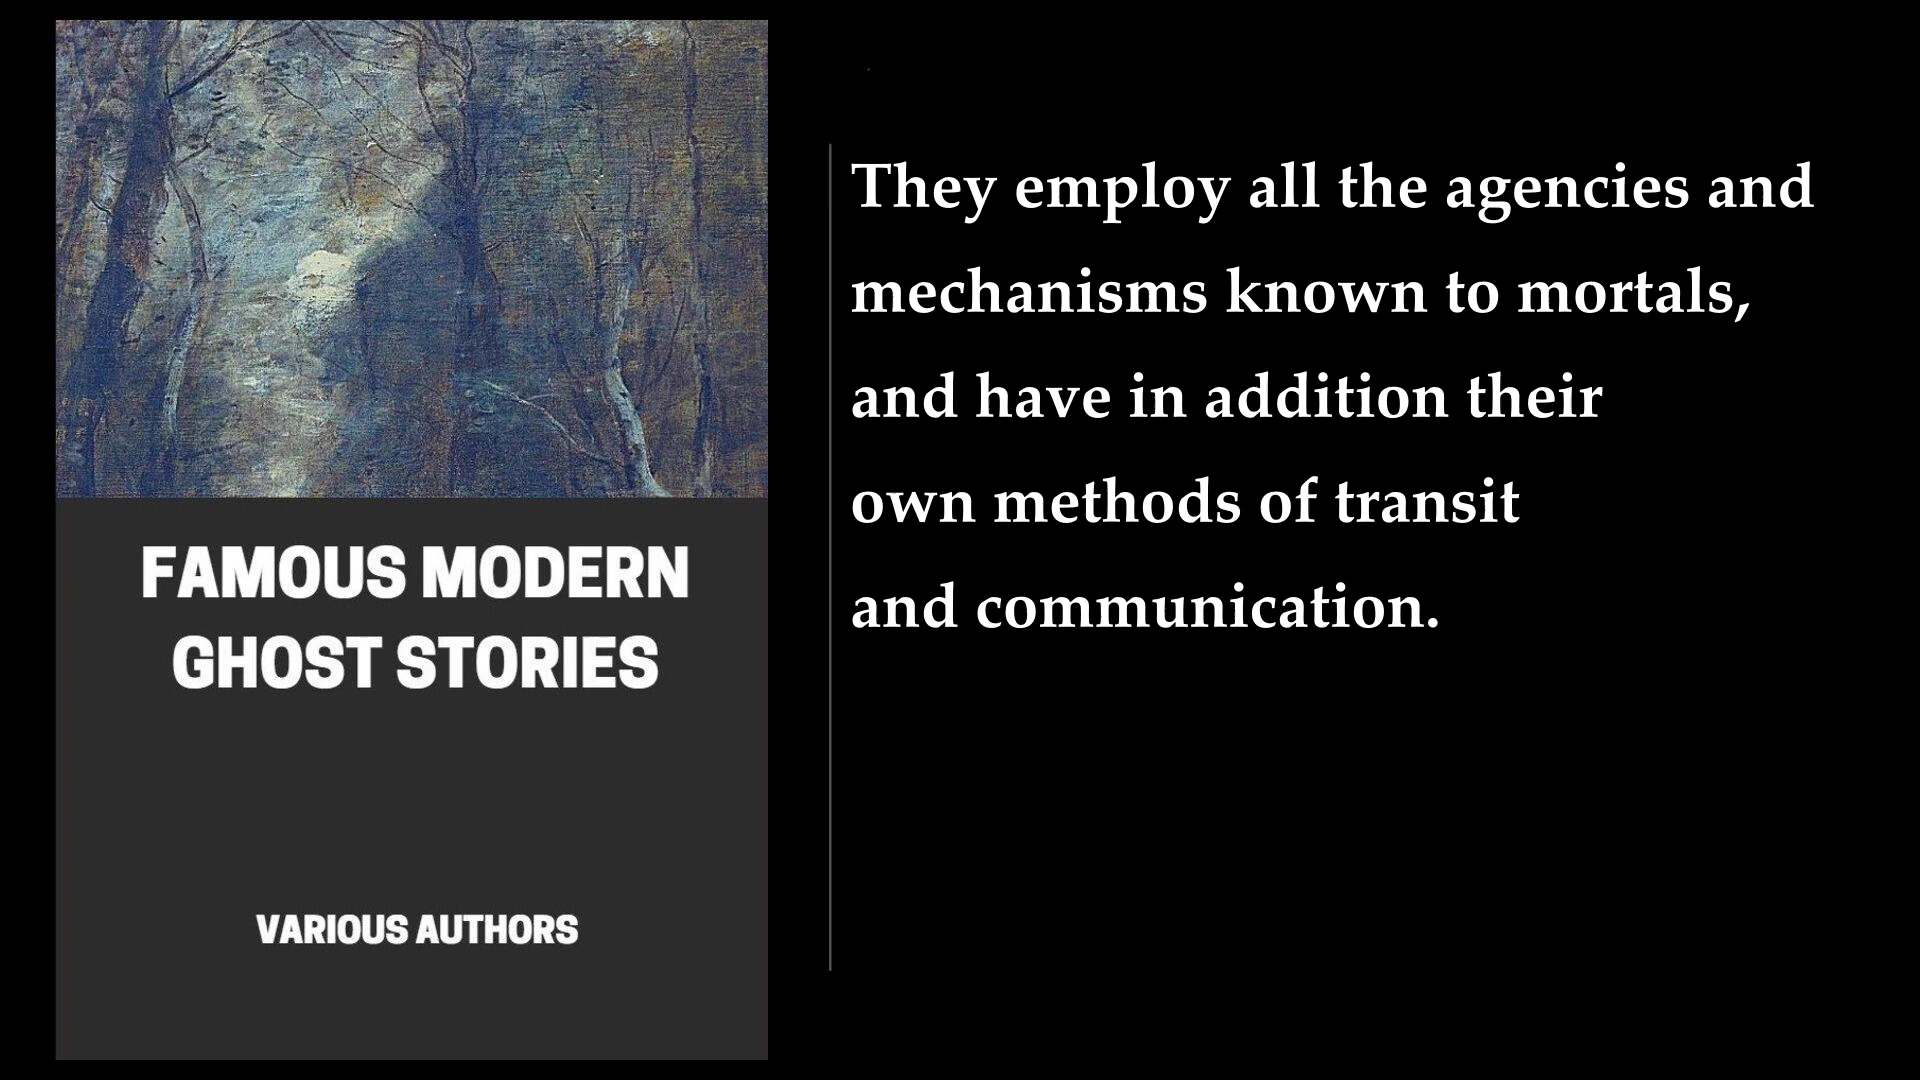 FAMOUS MODERN
GHOST STORIES
VARIOUS AUTHORS
They employ all the agencies and
mechanisms known to mortals,
and have in addition their
own methods of transit
and communication.